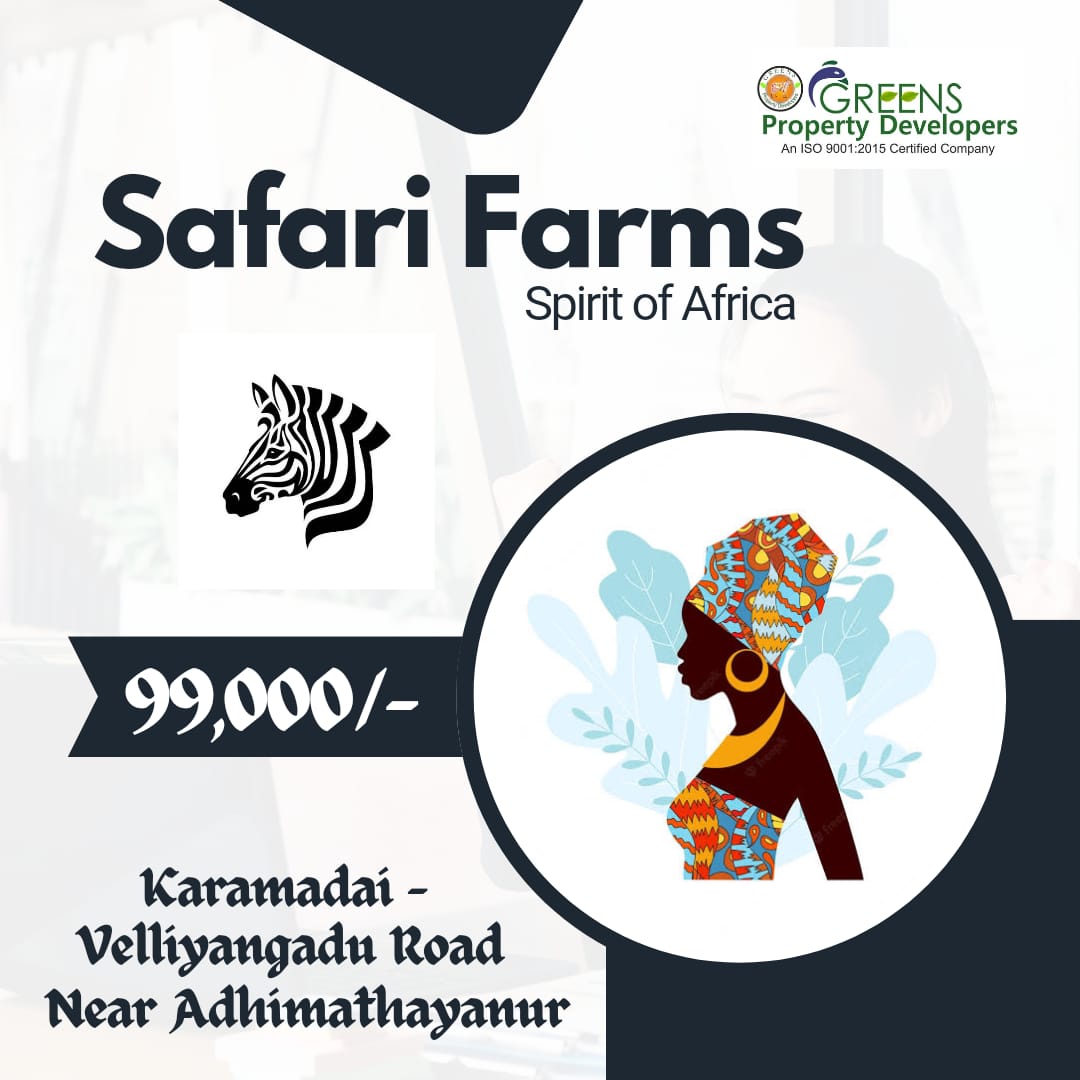 GREENS
Property Developers
An ISO 9001:2015 Certified Company
Safari Farms
Spirit of Africa
99,000/-
Karamadai -
Velliyangadu Road
Near Adhimathayanur